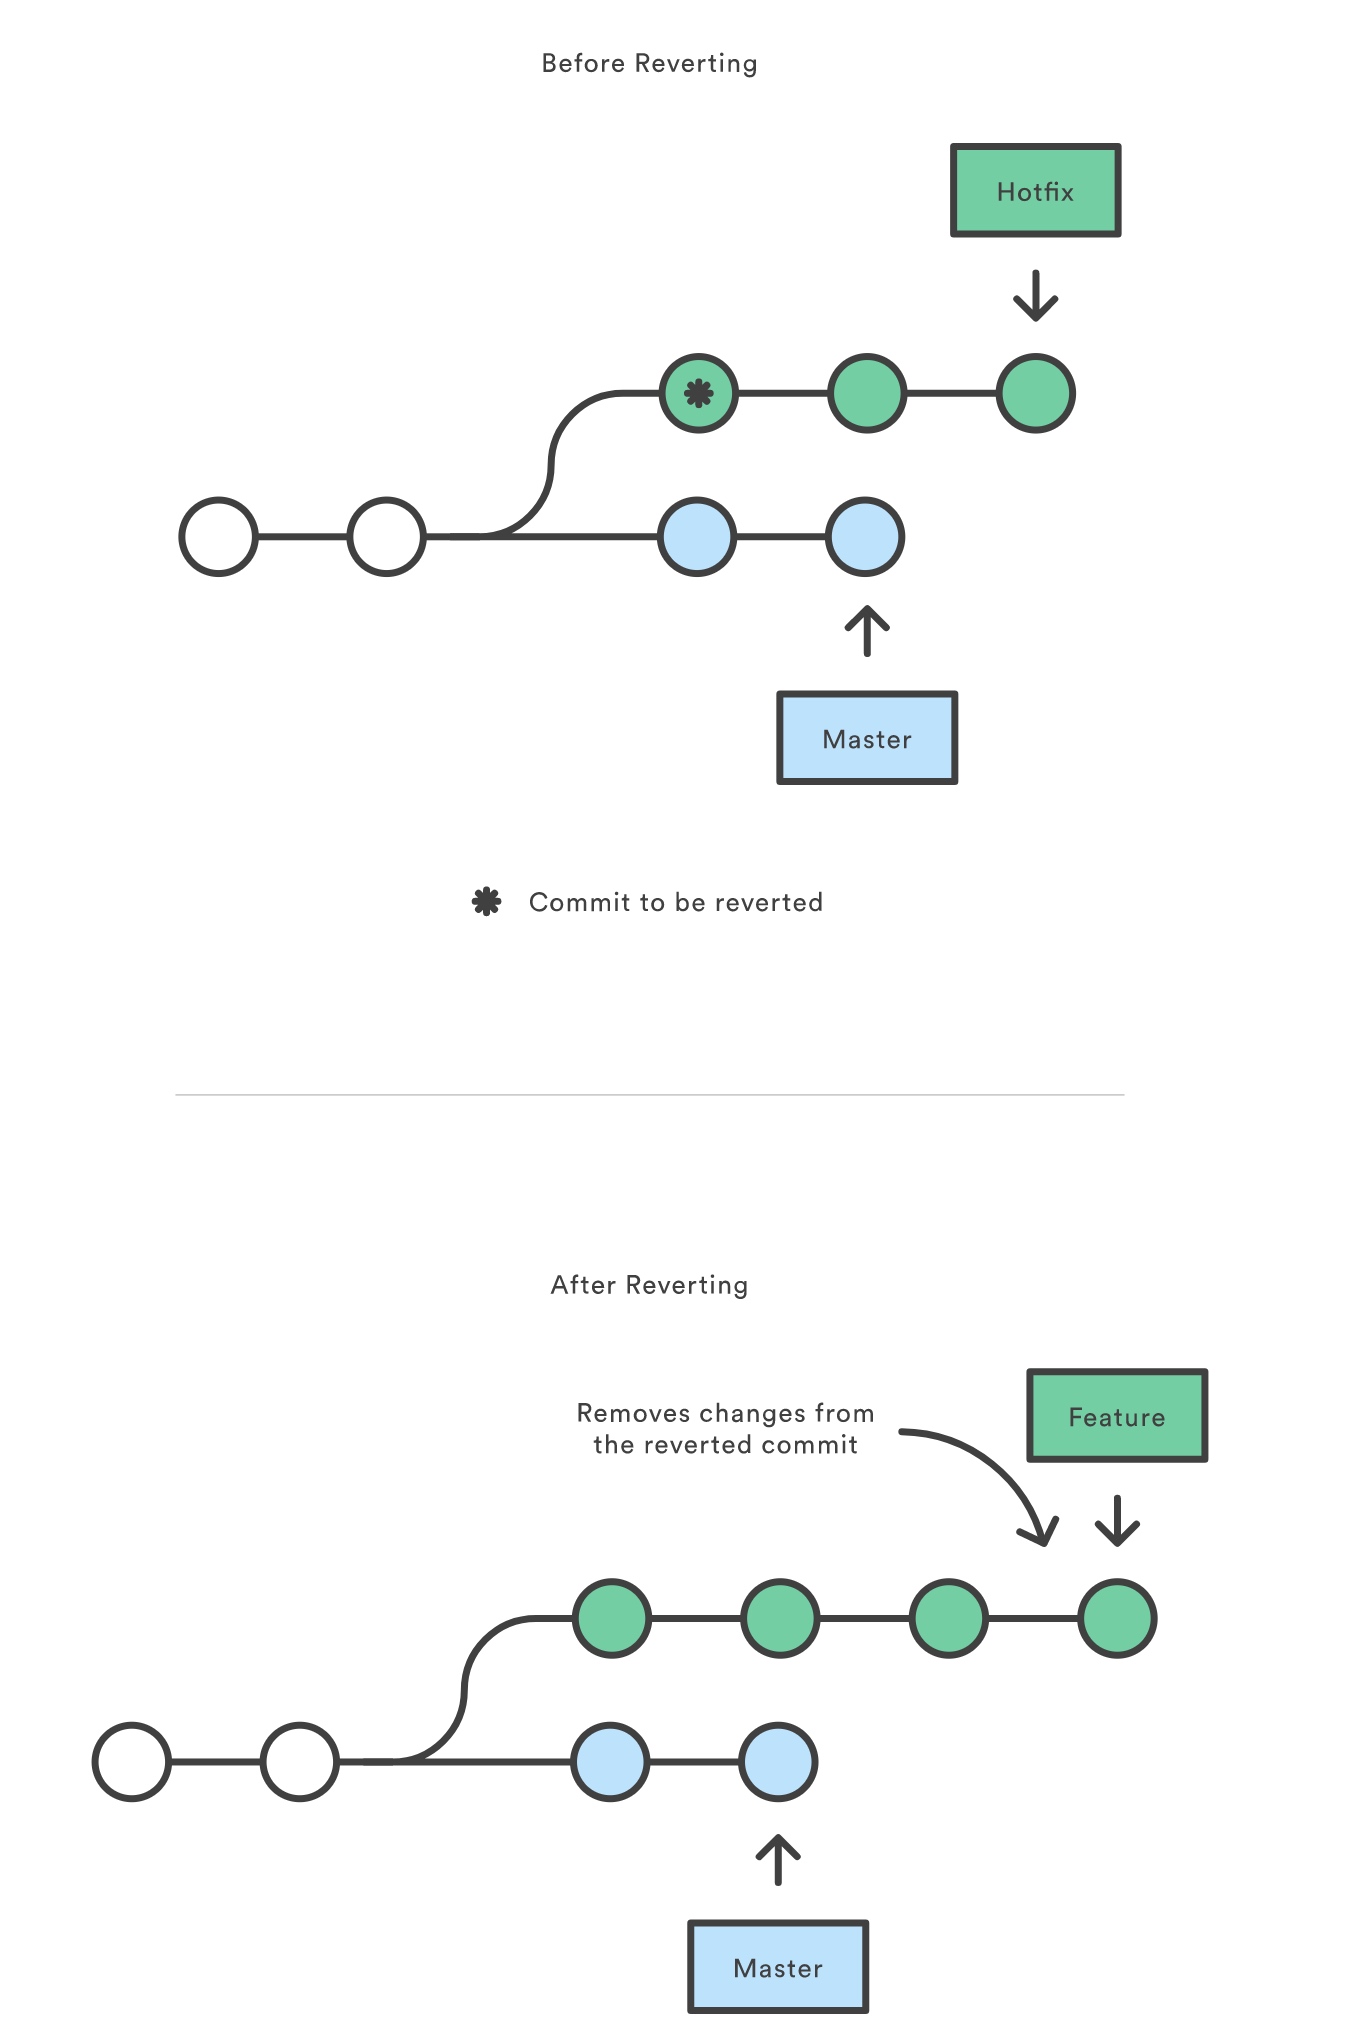 Before Reverting
Hotfix
Master
Commit to be reverted
After Reverting
Removes changes from
the reverted commit
Feature
Master